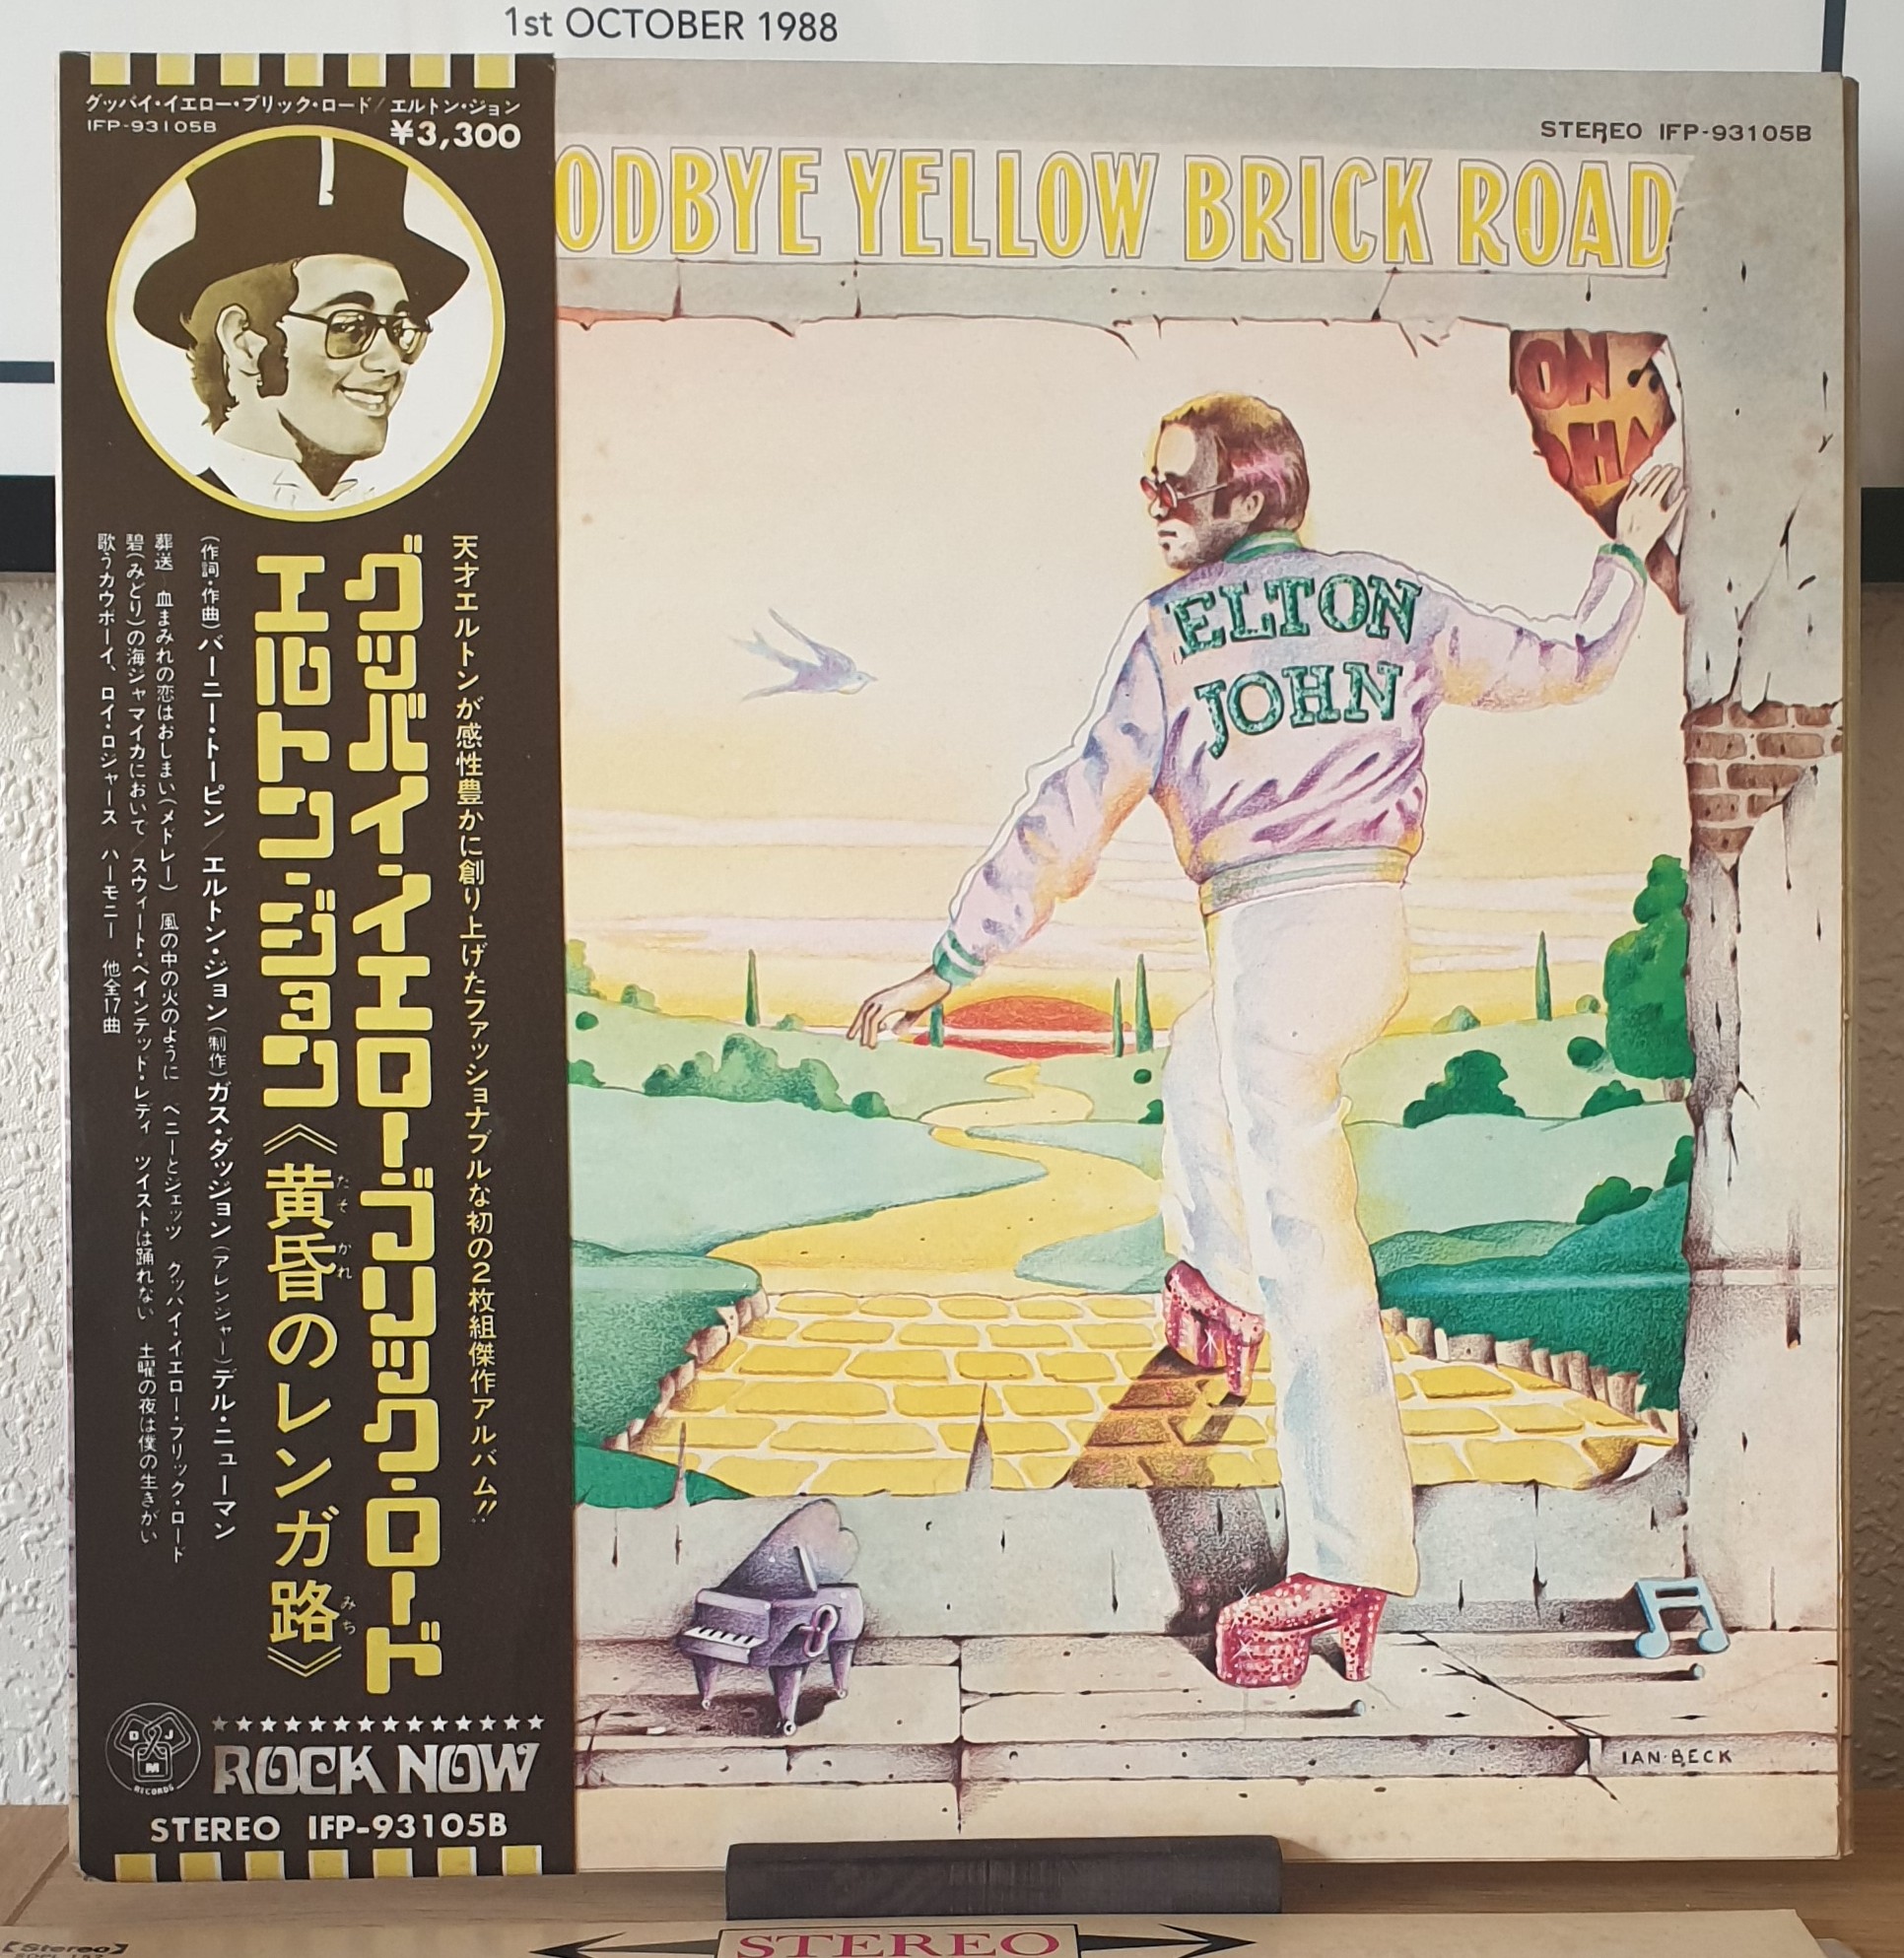 1st OCTOBER 1988
グッバイ・イエロー・ブリック・ロード/エルトン・ジョン
IFP-93105B
¥3,300
STEREO IFP-93105B
ODBYE YELLOW BRICK ROAD
ON
OHN
ELTON
JOHN
天才エルトンが感性豊かに創り上げたファッショナブルな初の2枚組傑作アルバム!!
グッバイ・イエロー・ブリック・ロード
エルトン・ジョン《黄昏のレンガ路》
たそかれ
みち
(作詞・作曲)バーニー・トーピン/エルトン・ジョン(制作)ガス・ダッジョン(アレンジャー)デル・ニューマン
葬送 血まみれの恋はおしまい(メドレー) 風の中の火のように ベニーとジェッツ グッバイ・イエロー・ブリック・ロード
碧(みどり)の海ジャマイカにおいて/スウィート・ペインテッド・レディ ツイストは踊れない 土曜の夜は僕の生きがい
歌うカウボーイ、ロイ・ロジャース ハーモニー 他全17曲
DJM
RECORDS
ROCK NOW
STEREO IFP-93105B
IAN·BECK
【Stereo】
STEREO